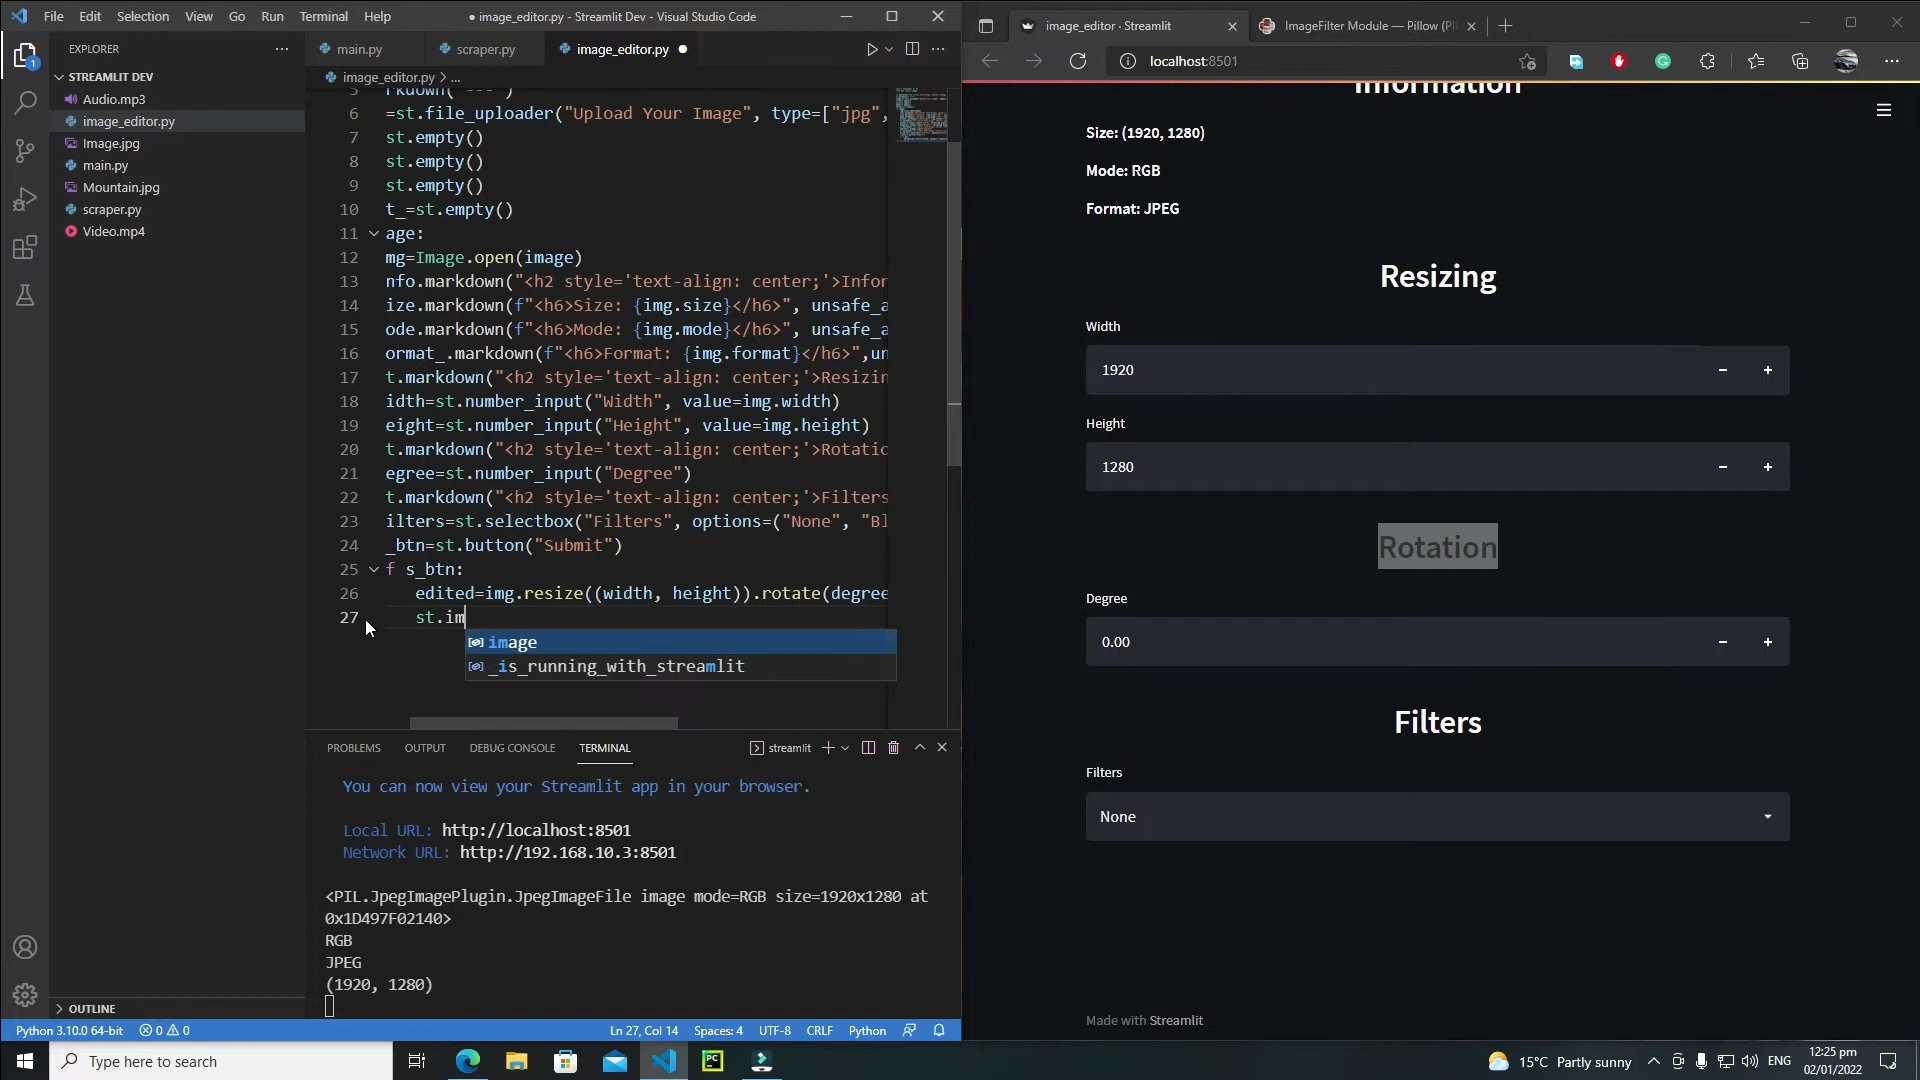 File Edit Selection View Go Run Terminal Help
● image_editor.py - Streamlit Dev - Visual Studio Code
EXPLORER
STREAMLIT DEV
Audio.mp3
image_editor.py
Image.jpg
main.py
Mountain.jpg
scraper.py
Video.mp4
OUTLINE
1
main.py
scraper.py
image_editor.py
image_editor.py > ...
5 rkdown("---")
6 =st.file_uploader("Upload Your Image", type=["jpg",
7 st.empty()
8 st.empty()
9 st.empty()
10 t_=st.empty()
11 age:
12 mg=Image.open(image)
13 nfo.markdown("<h2 style='text-align: center;'>Infor
14 ize.markdown(f"<h6>Size: {img.size}</h6>", unsafe_a
15 ode.markdown(f"<h6>Mode: {img.mode}</h6>", unsafe_a
16 ormat_.markdown(f"<h6>Format: {img.format}</h6>",un
17 t.markdown("<h2 style='text-align: center;'>Resizin
18 idth=st.number_input("Width", value=img.width)
19 eight=st.number_input("Height", value=img.height)
20 t.markdown("<h2 style='text-align: center;'>Rotatio
21 egree=st.number_input("Degree")
22 t.markdown("<h2 style='text-align: center;'>Filters
23 ilters=st.selectbox("Filters", options=("None", "Bl
24 _btn=st.button("Submit")
25 f s_btn:
26 edited=img.resize((width, height)).rotate(degree
27 st.im
image
_is_running_with_streamlit
PROBLEMS OUTPUT DEBUG CONSOLE TERMINAL
streamlit
You can now view your Streamlit app in your browser.
Local URL: http://localhost:8501
Network URL: http://192.168.10.3:8501
<PIL.JpegImagePlugin.JpegImageFile image mode=RGB size=1920x1280 at
0x1D497F02140>
RGB
JPEG
(1920, 1280)
Python 3.10.0 64-bit 0 0 Ln 27, Col 14 Spaces: 4 UTF-8 CRLF Python
image_editor · Streamlit
ImageFilter Module — Pillow (Pi
localhost:8501
Information
Size: (1920, 1280)
Mode: RGB
Format: JPEG
Resizing
Width
1920
Height
1280
Rotation
Degree
0.00
Filters
Filters
None
Made with Streamlit
Type here to search
PC
15°C Partly sunny
ENG
12:25 pm
02/01/2022